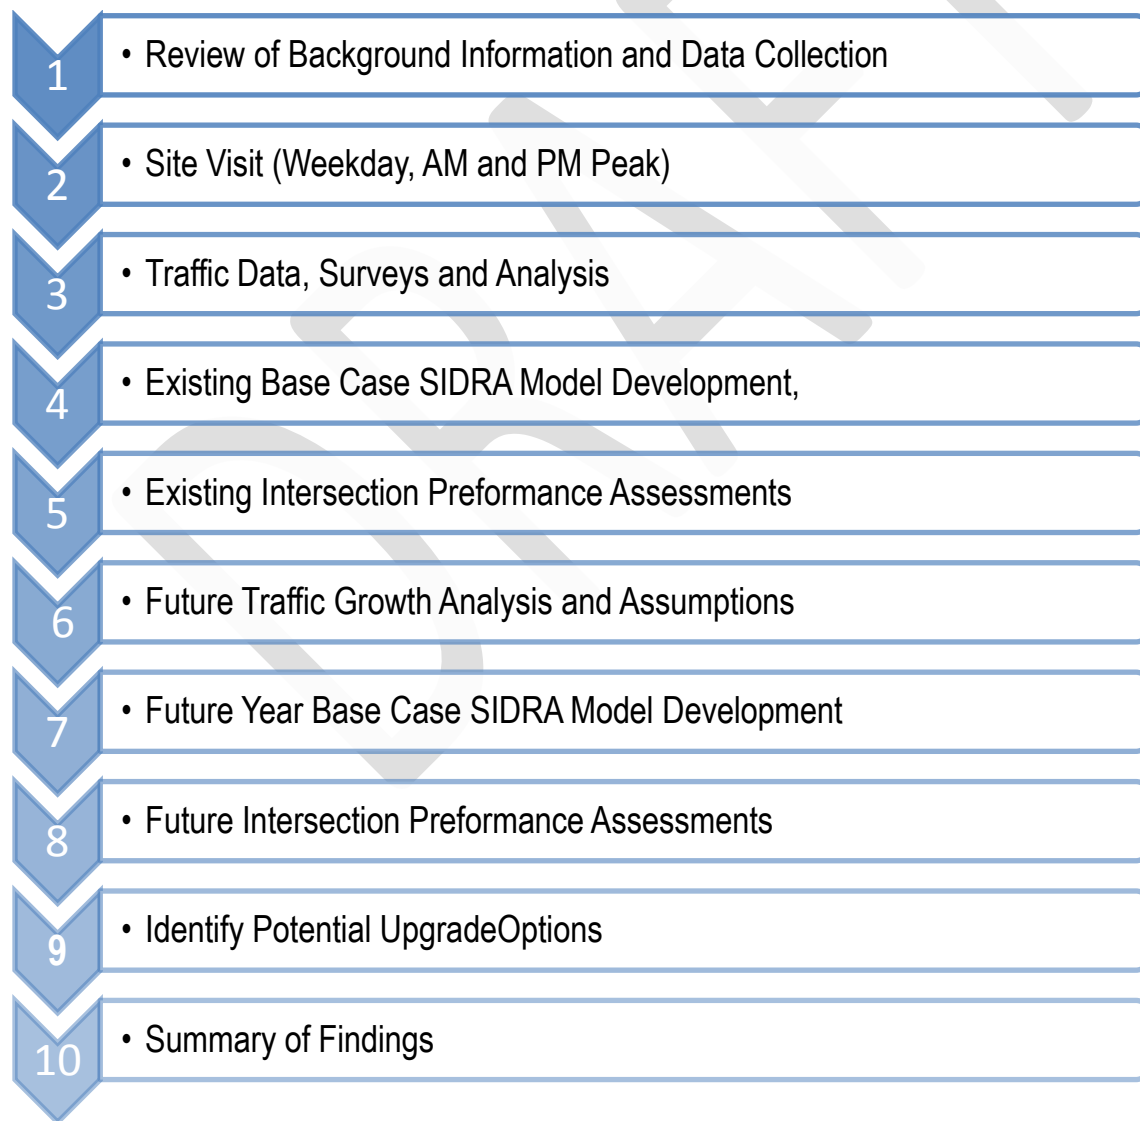 1
• Review of Background Information and Data Collection
2
• Site Visit (Weekday, AM and PM Peak)
3
• Traffic Data, Surveys and Analysis
4
• Existing Base Case SIDRA Model Development,
5
• Existing Intersection Preformance Assessments
6
• Future Traffic Growth Analysis and Assumptions
7
• Future Year Base Case SIDRA Model Development
8
• Future Intersection Preformance Assessments
9
• Identify Potential UpgradeOptions
10
• Summary of Findings
DRAFT